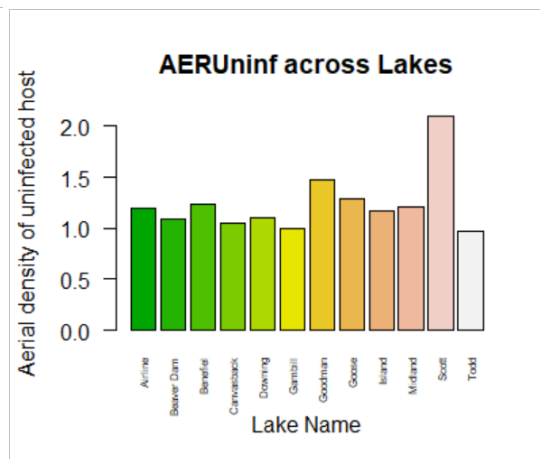 AERUninf across Lakes
Aerial density of uninfected host
2.0
1.5
1.0
0.5
0.0
Airline
Beaver Dam
Benefiel
Canvasback
Downing
Gambill
Goodman
Goose
Island
Midland
Scott
Todd
Lake Name